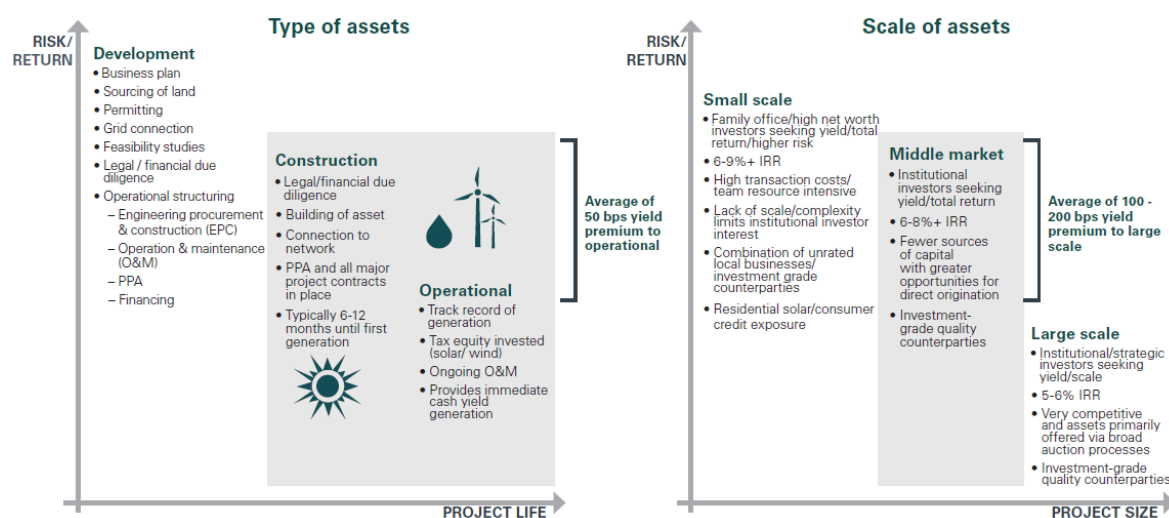 Type of assets
RISK/
RETURN
Development
• Business plan
• Sourcing of land
• Permitting
• Grid connection
• Feasibility studies
• Legal / financial due
diligence
• Operational structuring
– Engineering procurement
& construction (EPC)
– Operation & maintenance
(O&M)
– PPA
– Financing
Construction
• Legal/financial due
diligence
• Building of asset
• Connection to
network
• PPA and all major
project contracts
in place
• Typically 6-12
months until first
generation
Operational
• Track record of
generation
• Tax equity invested
(solar/ wind)
• Ongoing O&M
• Provides immediate
cash yield
generation
Average of
50 bps yield
premium to
operational
PROJECT LIFE
Scale of assets
RISK/
RETURN
Small scale
• Family office/high net worth
investors seeking yield/total
return/higher risk
• 6-9%+ IRR
• High transaction costs/
team resource intensive
• Lack of scale/complexity
limits institutional investor
interest
• Combination of unrated
local businesses/
investment grade
counterparties
• Residential solar/consumer
credit exposure
Middle market
• Institutional
investors seeking
yield/total return
• 6-8%+ IRR
• Fewer sources
of capital
with greater
opportunities for
direct origination
• Investment-
grade quality
counterparties
Average of 100 -
200 bps yield
premium to large
scale
Large scale
• Institutional/strategic
investors seeking
yield/scale
• 5-6% IRR
• Very competitive
and assets primarily
offered via broad
auction processes
• Investment-grade
quality counterparties
PROJECT SIZE